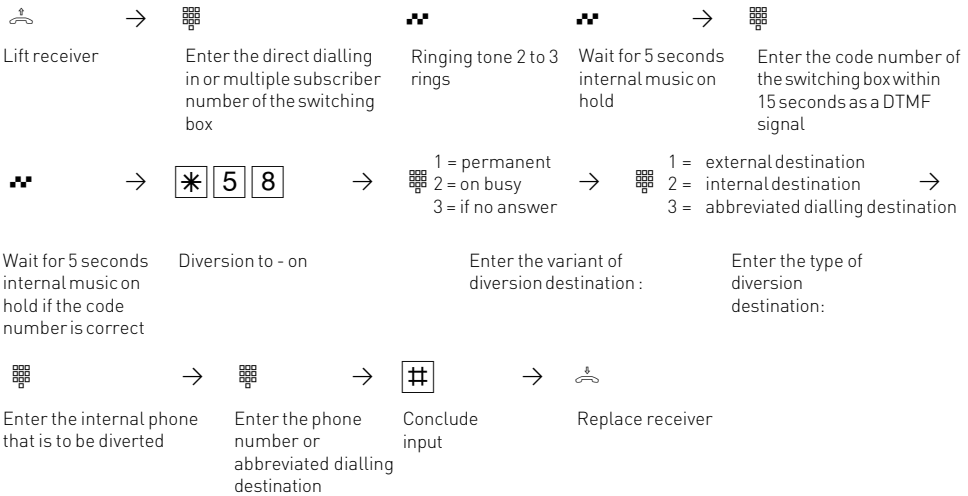 Lift receiver
Enter the direct dialling
in or multiple subscriber
number of the switching
box
Ringing tone 2 to 3
rings
Wait for 5 seconds
internal music on
hold
Enter the code number of
the switching box within
15 seconds as a DTMF
signal
* 5 8
1 = permanent
2 = on busy
3 = if no answer
1 = external destination
2 = internal destination
3 = abbreviated dialling destination
Wait for 5 seconds
internal music on
hold if the code
number is correct
Diversion to - on
Enter the variant of
diversion destination :
Enter the type of
diversion
destination:
#
Enter the internal phone
that is to be diverted
Enter the phone
number or
abbreviated dialling
destination
Conclude
input
Replace receiver